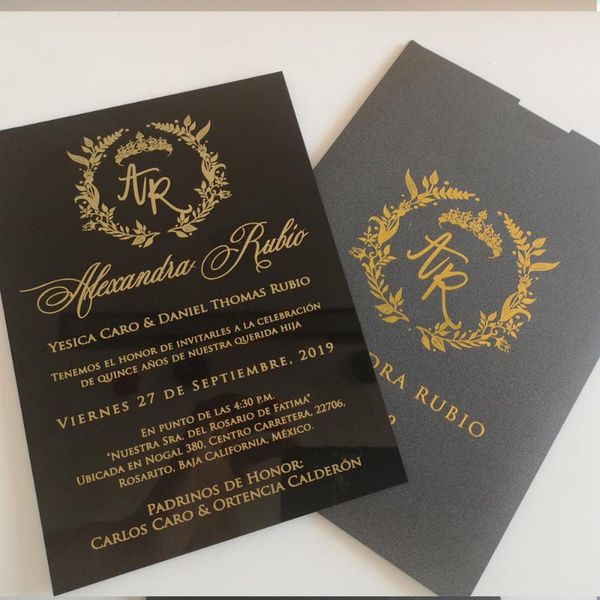 AR
Alexandra Rubio
YESICA CARO & DANIEL THOMAS RUBIO
TENEMOS EL HONOR DE INVITARLES A LA CELEBRACIÓN
DE QUINCE AÑOS DE NUESTRA QUERIDA HIJA
VIERNES 27 DE SEPTIEMBRE, 2019
EN PUNTO DE LAS 4:30 P.M.
"NUESTRA SRA. DEL ROSARIO DE FATIMA"
UBICADA EN NOGAL 380, CENTRO CARRETERA, 22706,
ROSARITO, BAJA CALIFORNIA, MÉXICO.
PADRINOS DE HONOR:
CARLOS CARO & ORTENCIA CALDERÓN
AR
DRA RUBIO
9